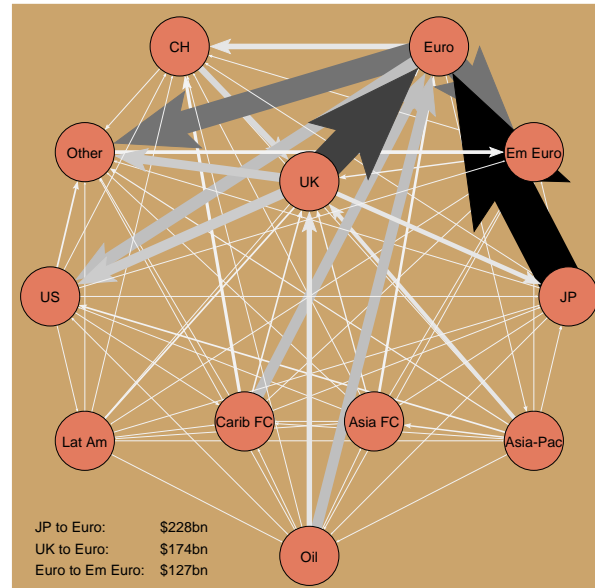 CH
Euro
Other
UK
Em Euro
US
JP
Lat Am
Carib FC
Asia FC
Asia-Pac
Oil
JP to Euro: $228bn
UK to Euro: $174bn
Euro to Em Euro: $127bn